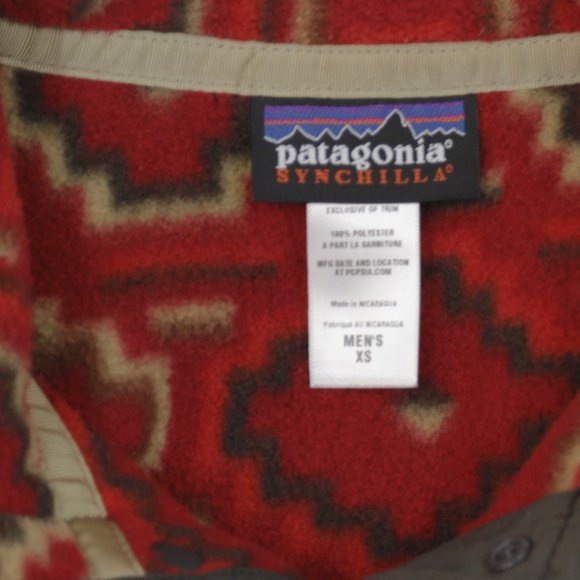 patagonia®
SYNCHILLA®
EXCLUSIVE OF TRIM
100% POLYESTER
À PART LA GARNITURE
MFG DATE AND LOCATION
AT PGPSIA.COM
Made in NICARAGUA
Fabriqué AU NICARAGUA
MEN'S
XS